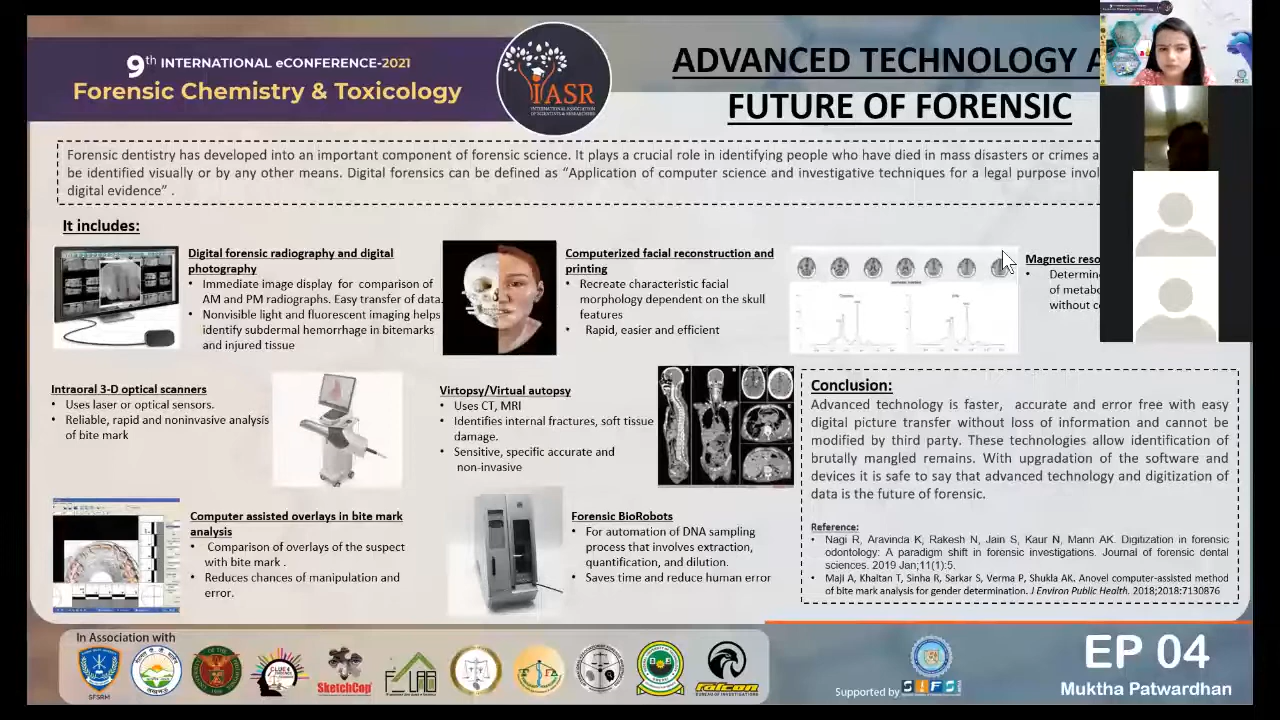 9th INTERNATIONAL eCONFERENCE-2021
Forensic Chemistry & Toxicology
IASR
INTERNATIONAL ASSOCIATION
OF SCIENTISTS & RESEARCHERS
ADVANCED TECHNOLOGY A
FUTURE OF FORENSIC
Forensic dentistry has developed into an important component of forensic science. It plays a crucial role in identifying people who have died in mass disasters or crimes a
be identified visually or by any other means. Digital forensics can be defined as “Application of computer science and investigative techniques for a legal purpose invol
digital evidence” .
It includes:
Digital forensic radiography and digital
photography
• Immediate image display for comparison of
AM and PM radiographs. Easy transfer of data.
• Nonvisible light and fluorescent imaging helps
identify subdermal hemorrhage in bitemarks
and injured tissue
Computerized facial reconstruction and
printing
• Recreate characteristic facial
morphology dependent on the skull
features
• Rapid, easier and efficient
Magnetic reso
• Determin
of metabo
without c
Intraoral 3-D optical scanners
• Uses laser or optical sensors.
• Reliable, rapid and noninvasive analysis
of bite mark
Virtopsy/Virtual autopsy
• Uses CT, MRI
• Identifies internal fractures, soft tissue
damage.
• Sensitive, specific accurate and
non-invasive
Computer assisted overlays in bite mark
analysis
• Comparison of overlays of the suspect
with bite mark .
• Reduces chances of manipulation and
error.
Forensic BioRobots
• For automation of DNA sampling
process that involves extraction,
quantification, and dilution.
• Saves time and reduce human error
Conclusion:
Advanced technology is faster, accurate and error free with easy
digital picture transfer without loss of information and cannot be
modified by third party. These technologies allow identification of
brutally mangled remains. With upgradation of the software and
devices it is safe to say that advanced technology and digitization of
data is the future of forensic.
Reference:
• Nagi R, Aravinda K, Rakesh N, Jain S, Kaur N, Mann AK. Digitization in forensic
odontology: A paradigm shift in forensic investigations. Journal of forensic dental
sciences. 2019 Jan;11(1):5.
• Maji A, Khaitan T, Sinha R, Sarkar S, Verma P, Shukla AK. Anovel computer-assisted method
of bite mark analysis for gender determination. J Environ Public Health. 2018;2018:7130876
In Association with
SFSRM
CLUE 4
SketchCop
F-LAB
falcon
BUREAU OF INVESTIGATIONS
Supported by SIFS
EP 04
Muktha Patwardhan